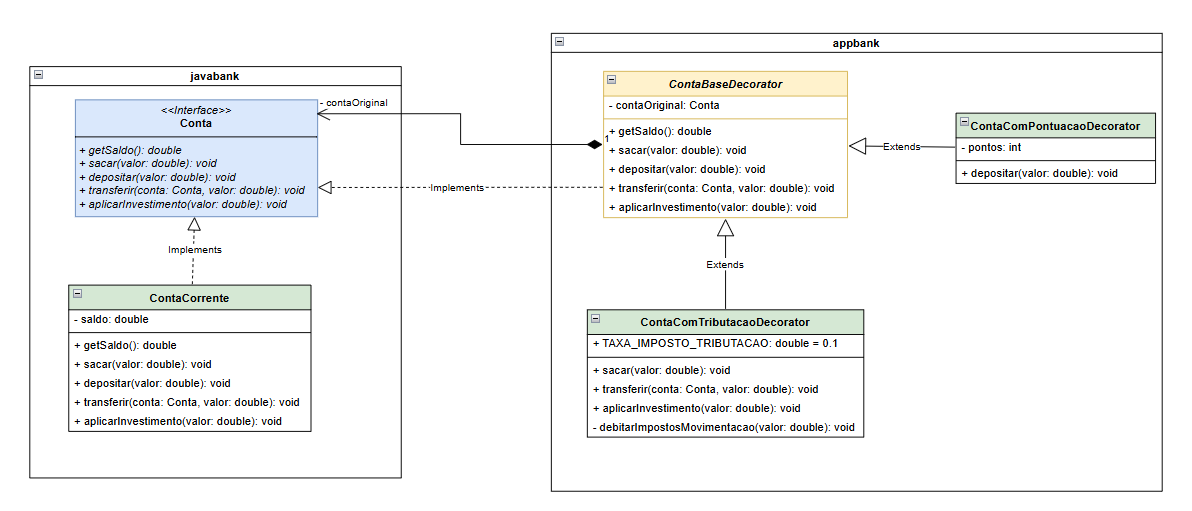 javabank
<<Interface>>
Conta
+ getSaldo(): double
+ sacar(valor: double): void
+ depositar(valor: double): void
+ transferir(conta: Conta, valor: double): void
+ aplicarInvestimento(valor: double): void
- contaOriginal
Implements
ContaCorrente
- saldo: double
+ getSaldo(): double
+ sacar(valor: double): void
+ depositar(valor: double): void
+ transferir(conta: Conta, valor: double): void
+ aplicarInvestimento(valor: double): void
Implements
appbank
ContaBaseDecorator
- contaOriginal: Conta
+ getSaldo(): double
+ sacar(valor: double): void
+ depositar(valor: double): void
+ transferir(conta: Conta, valor: double): void
+ aplicarInvestimento(valor: double): void
1
Extends
ContaComPontuacaoDecorator
- pontos: int
+ depositar(valor: double): void
Extends
ContaComTributacaoDecorator
+ TAXA_IMPOSTO_TRIBUTACAO: double = 0.1
+ sacar(valor: double): void
+ transferir(conta: Conta, valor: double): void
+ aplicarInvestimento(valor: double): void
- debitarImpostosMovimentacao(valor: double): void